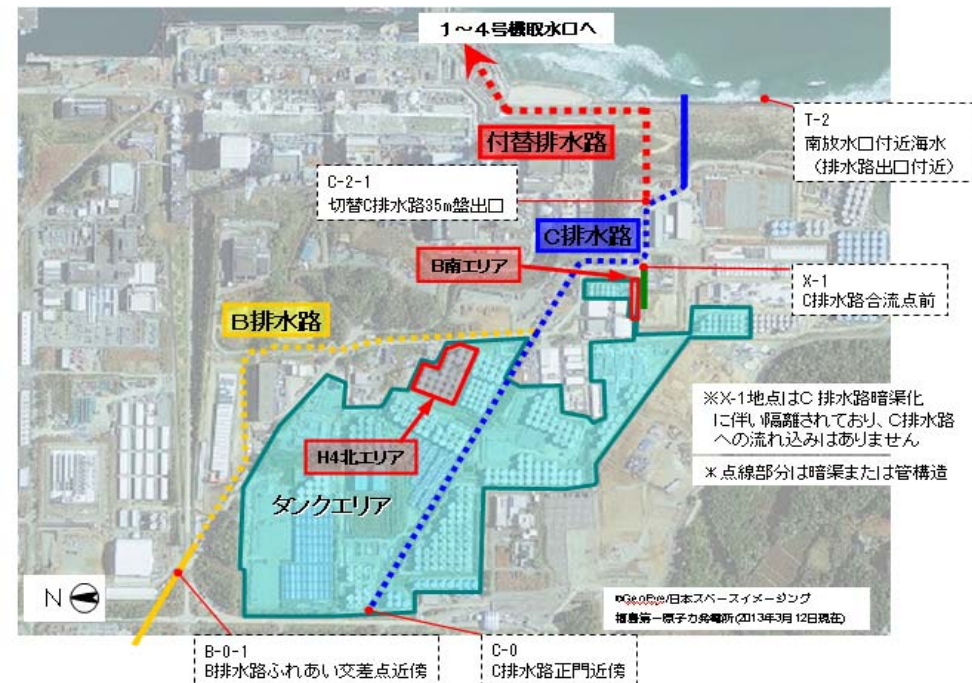 1～4号機取水口へ
付替排水路
T-2
南放水口付近海水
（排水路出口付近）
C-2-1
切替C排水路35m盤出口
C排水路
B南エリア
X-1
C排水路合流点前
B排水路
※X-1地点はC 排水路暗渠化
に伴い隔離されており、C排水路
への流れ込みはありません
＊点線部分は暗渠または管構造
H4北エリア
タンクエリア
N
©GeoEye/日本スペースイメージング
福島第一原子力発電所(2013年3月12日現在)
B-0-1
B排水路ふれあい交差点近傍
C-0
C排水路正門近傍